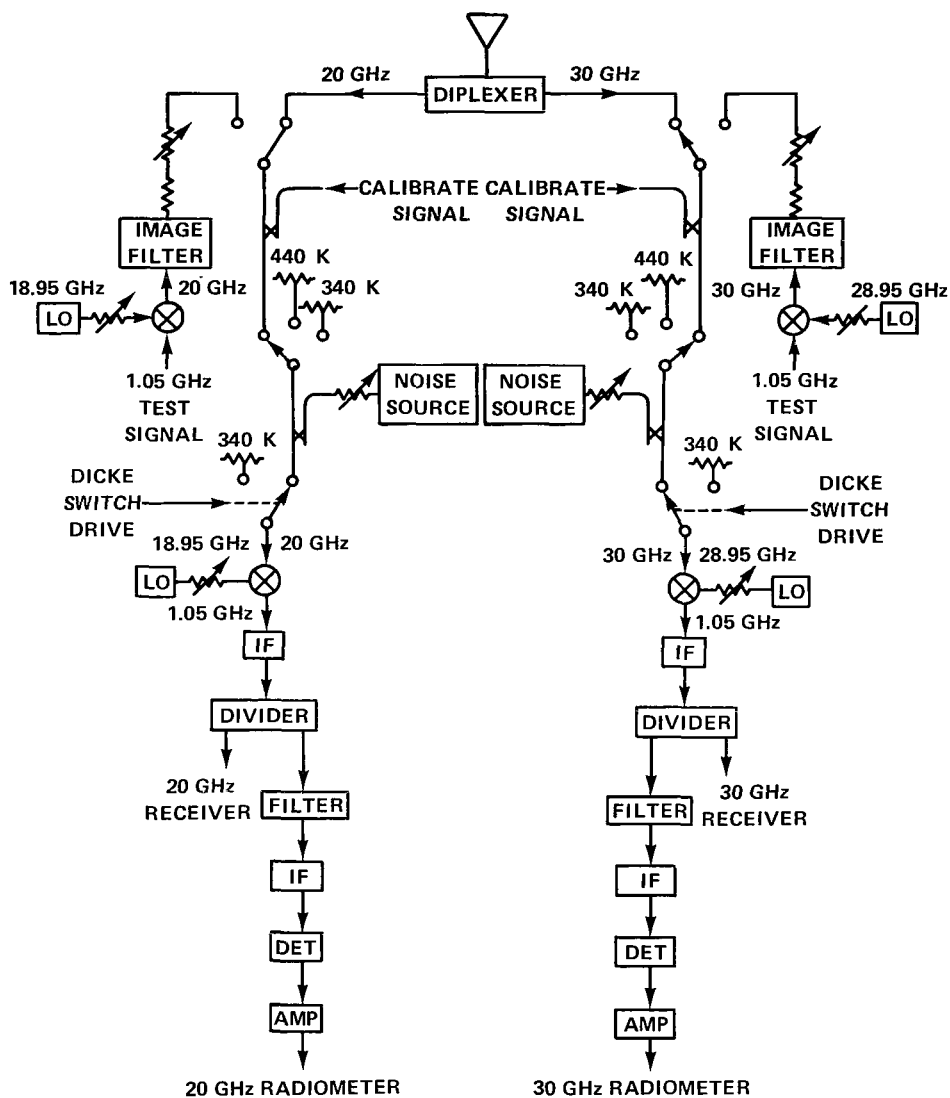 20 GHz
30 GHz
DIPLEXER
CALIBRATE
SIGNAL
CALIBRATE
SIGNAL
IMAGE
FILTER
IMAGE
FILTER
440 K
340 K
440 K
340 K
18.95 GHz
20 GHz
LO
30 GHz
28.95 GHz
LO
1.05 GHz
TEST
SIGNAL
1.05 GHz
TEST
SIGNAL
NOISE
SOURCE
NOISE
SOURCE
340 K
340 K
DICKE
SWITCH
DRIVE
DICKE
SWITCH
DRIVE
18.95 GHz
20 GHz
LO
1.05 GHz
30 GHz
28.95 GHz
LO
1.05 GHz
IF
IF
DIVIDER
DIVIDER
20 GHz
RECEIVER
30 GHz
RECEIVER
FILTER
FILTER
IF
IF
DET
DET
AMP
AMP
20 GHz RADIOMETER
30 GHz RADIOMETER